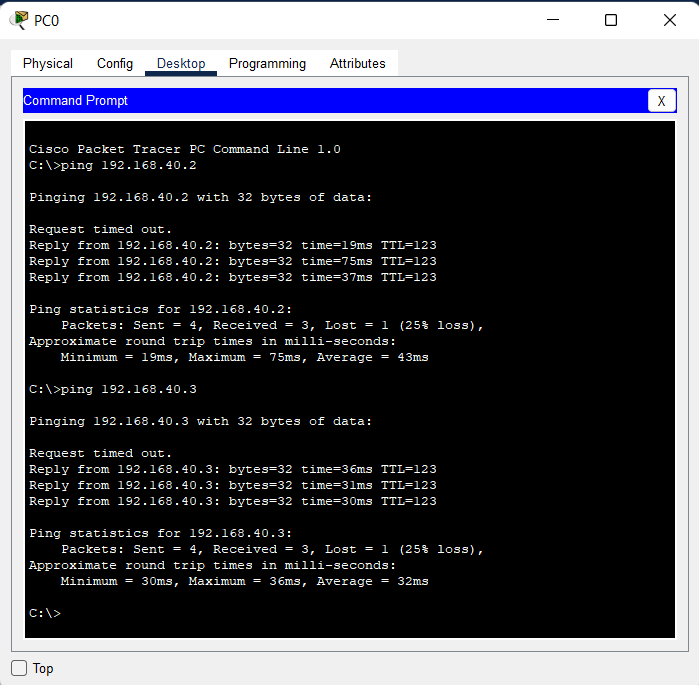 PC0
Physical Config Desktop Programming Attributes
Command Prompt X
Cisco Packet Tracer PC Command Line 1.0
C:\>ping 192.168.40.2
Pinging 192.168.40.2 with 32 bytes of data:
Request timed out.
Reply from 192.168.40.2: bytes=32 time=19ms TTL=123
Reply from 192.168.40.2: bytes=32 time=75ms TTL=123
Reply from 192.168.40.2: bytes=32 time=37ms TTL=123
Ping statistics for 192.168.40.2:
    Packets: Sent = 4, Received = 3, Lost = 1 (25% loss),
Approximate round trip times in milli-seconds:
    Minimum = 19ms, Maximum = 75ms, Average = 43ms
C:\>ping 192.168.40.3
Pinging 192.168.40.3 with 32 bytes of data:
Request timed out.
Reply from 192.168.40.3: bytes=32 time=36ms TTL=123
Reply from 192.168.40.3: bytes=32 time=31ms TTL=123
Reply from 192.168.40.3: bytes=32 time=30ms TTL=123
Ping statistics for 192.168.40.3:
    Packets: Sent = 4, Received = 3, Lost = 1 (25% loss),
Approximate round trip times in milli-seconds:
    Minimum = 30ms, Maximum = 36ms, Average = 32ms
C:\>
Top